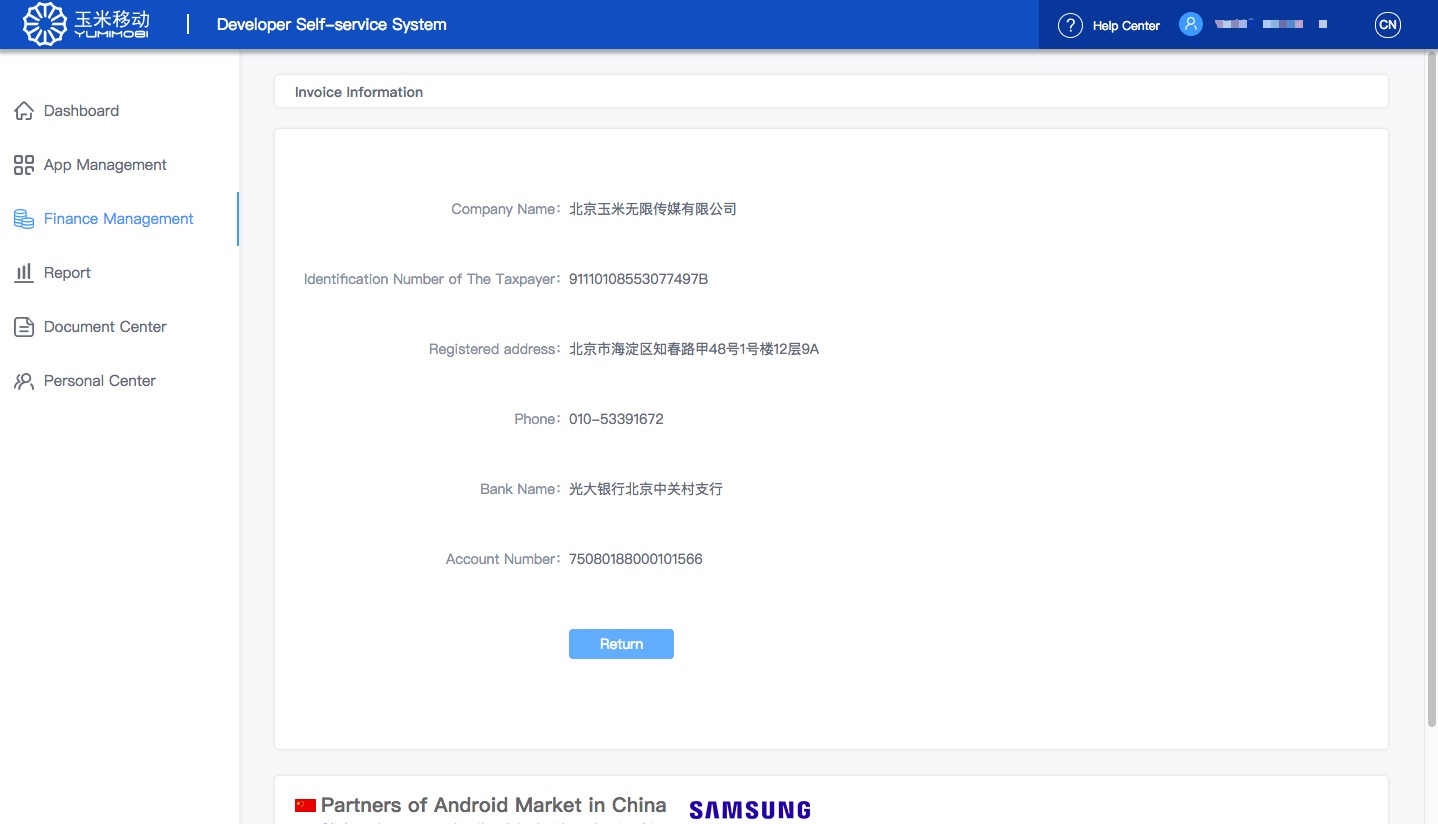 玉米移动
YUMIMOBI
Developer Self-service System
Help Center
CN
Dashboard
App Management
Finance Management
Report
Document Center
Personal Center
Invoice Information
Company Name: 北京玉米无限传媒有限公司
Identification Number of The Taxpayer: 91110108553077497B
Registered address: 北京市海淀区知春路甲48号1号楼12层9A
Phone: 010-53391672
Bank Name: 光大银行北京中关村支行
Account Number: 75080188000101566
Return
Partners of Android Market in China
SAMSUNG